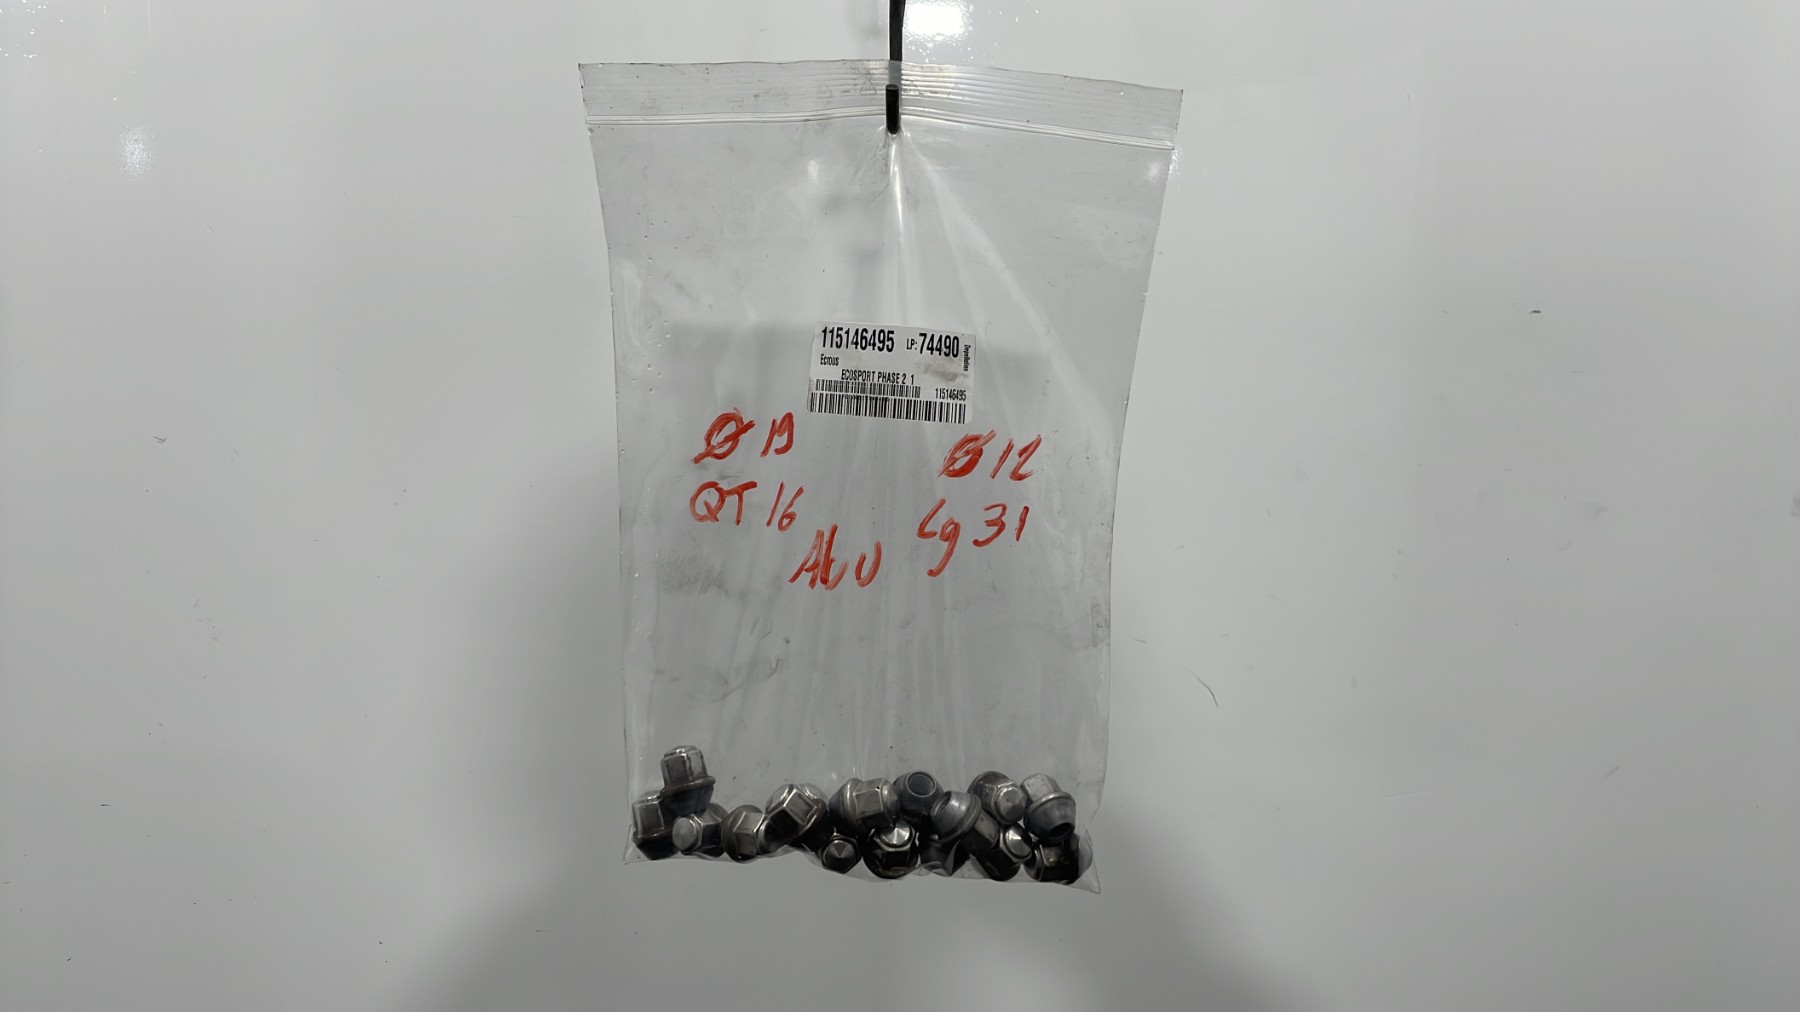 115146495 LP: 74490
Ecrous
ECOSPORT PHASE 2 1
115146495
Ø 19
Ø 12
QT 16
Lg 31
ALU